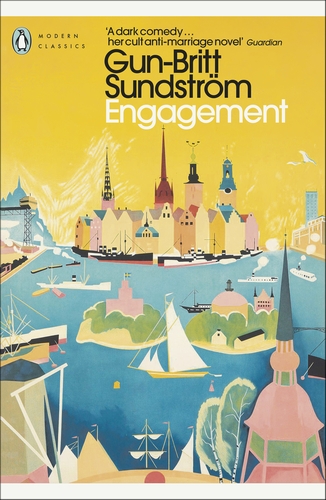 MODERN
CLASSICS
'A dark comedy...
her cult anti-marriage novel' Guardian
Gun-Britt
Sundström
Engagement